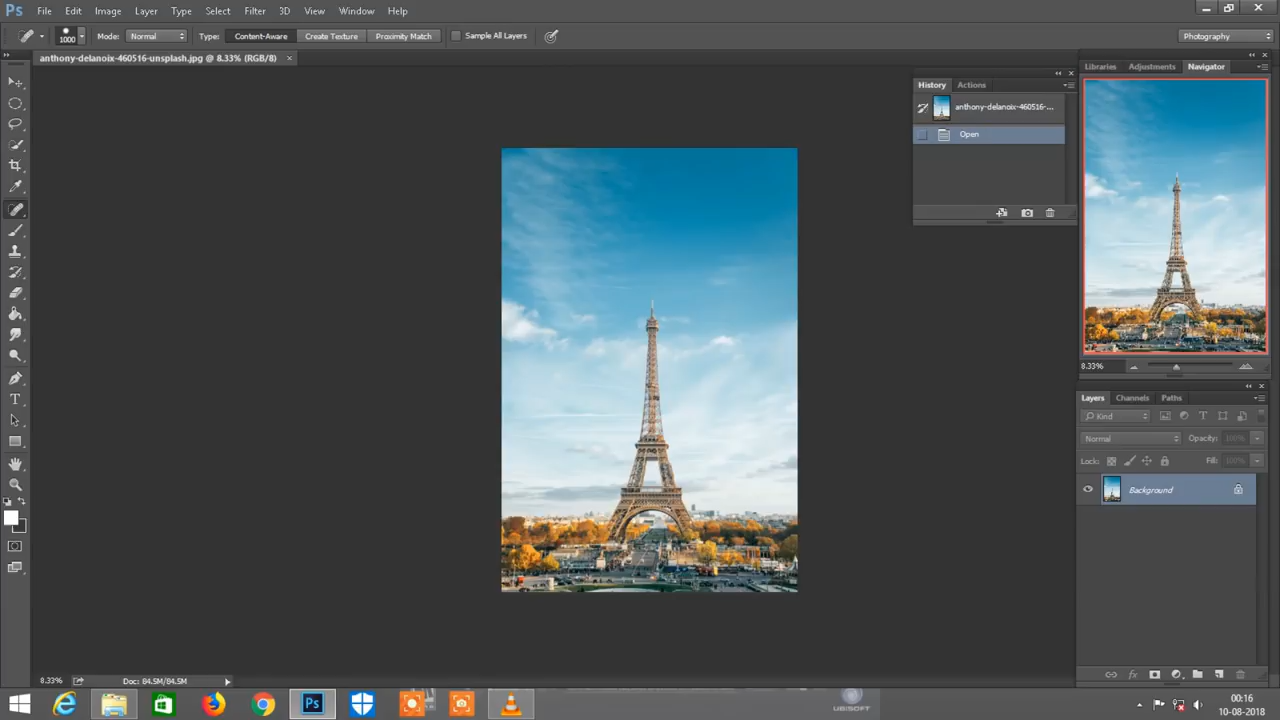 Ps File Edit Image Layer Type Select Filter 3D View Window Help
1000 Mode: Normal Type: Content-Aware Create Texture Proximity Match Sample All Layers Photography
anthony-delanoix-460516-unsplash.jpg @ 8.33% (RGB/8) ×
Libraries Adjustments Navigator
History Actions
anthony-delanoix-460516-...
Open
8.33%
Layers Channels Paths
Kind
Normal Opacity: 100%
Lock: Fill: 100%
Background
8.33% Doc: 84.5M/84.5M
Ps
UBISOFT
00:16
10-08-2018